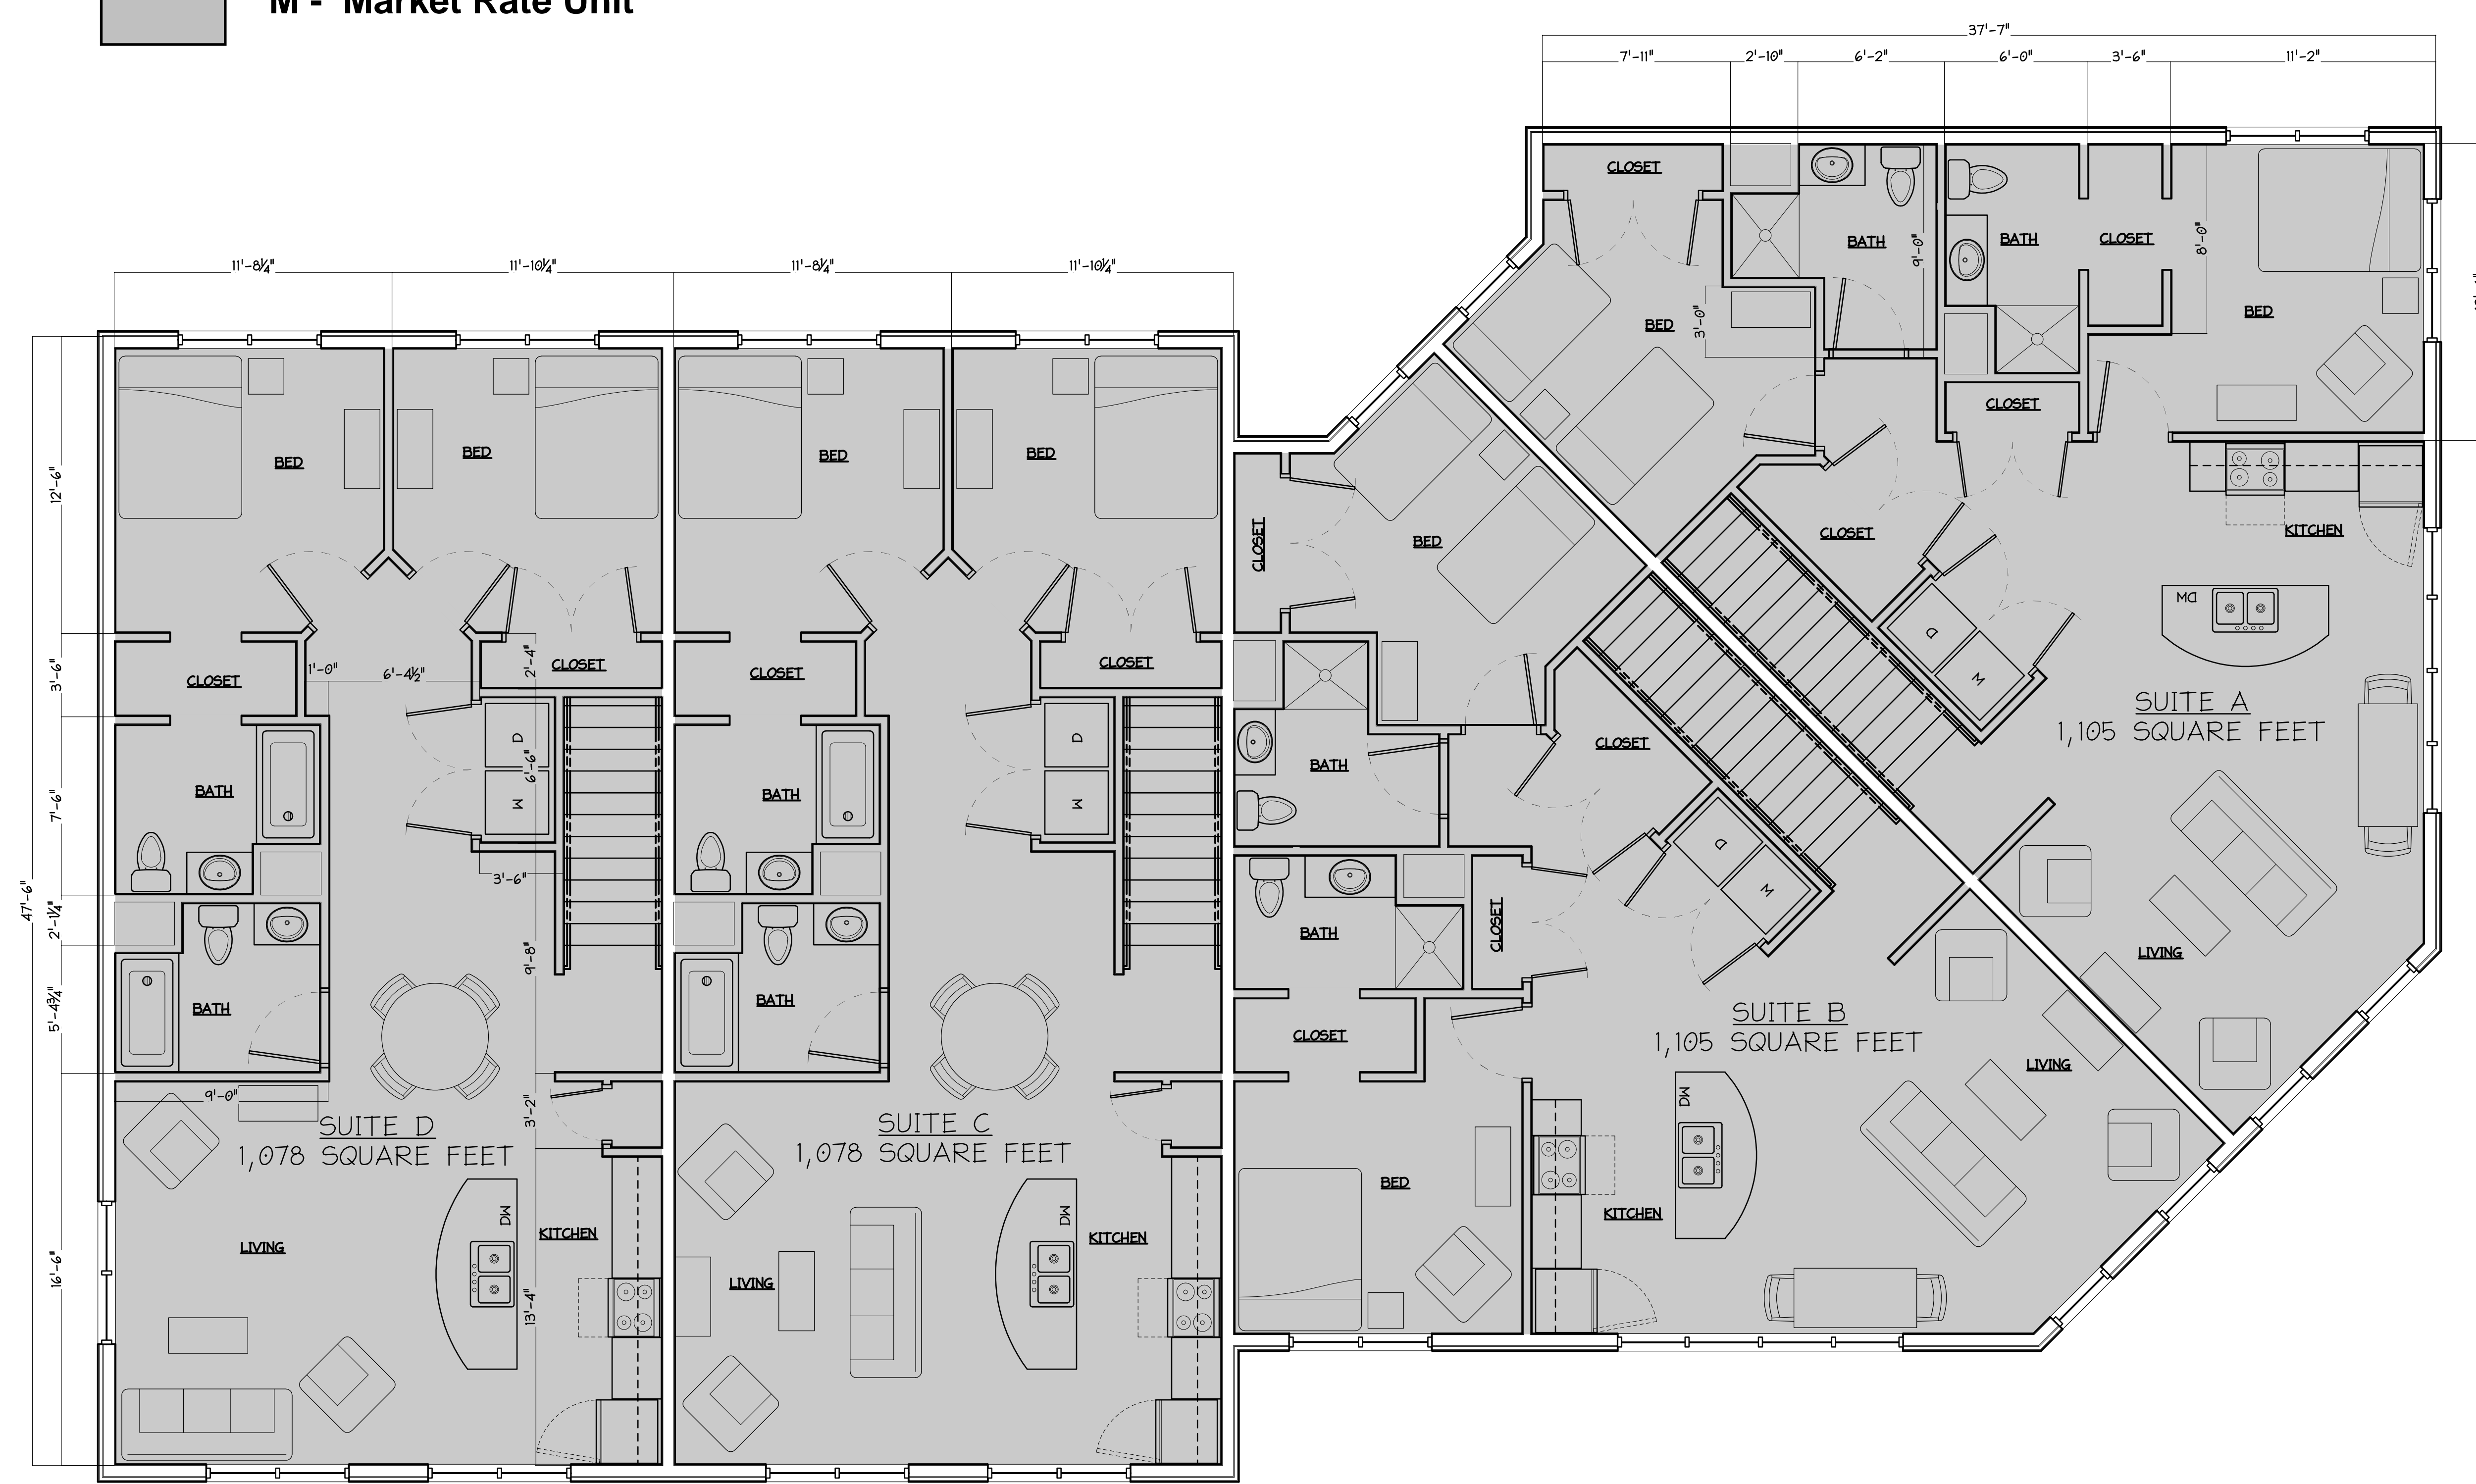 M - Market Rate Unit
37'-7"
7'-11"
2'-10"
6'-2"
6'-0"
3'-6"
11'-2"
CLOSET
BATH
9'-0"
BATH
CLOSET
8'-0"
BED
3'-0"
BED
CLOSET
CLOSET
KITCHEN
DW
D
W
SUITE A
1,105 SQUARE FEET
LIVING
11'-8¼"
11'-10¼"
11'-8¼"
11'-10¼"
47'-6"
12'-6"
3'-6"
7'-6"
2'-1¼"
5'-4¾"
16'-6"
BED
BED
CLOSET
1'-0"
6'-4½"
2'-4"
CLOSET
BATH
D
6'-6"
W
3'-6"
9'-8"
BATH
9'-0"
3'-2"
SUITE D
1,078 SQUARE FEET
DW
KITCHEN
LIVING
13'-4"
BED
BED
CLOSET
CLOSET
BATH
D
W
BATH
SUITE C
1,078 SQUARE FEET
DW
KITCHEN
LIVING
CLOSET
BED
CLOSET
BATH
D
W
BATH
CLOSET
CLOSET
SUITE B
1,105 SQUARE FEET
LIVING
DW
BED
KITCHEN